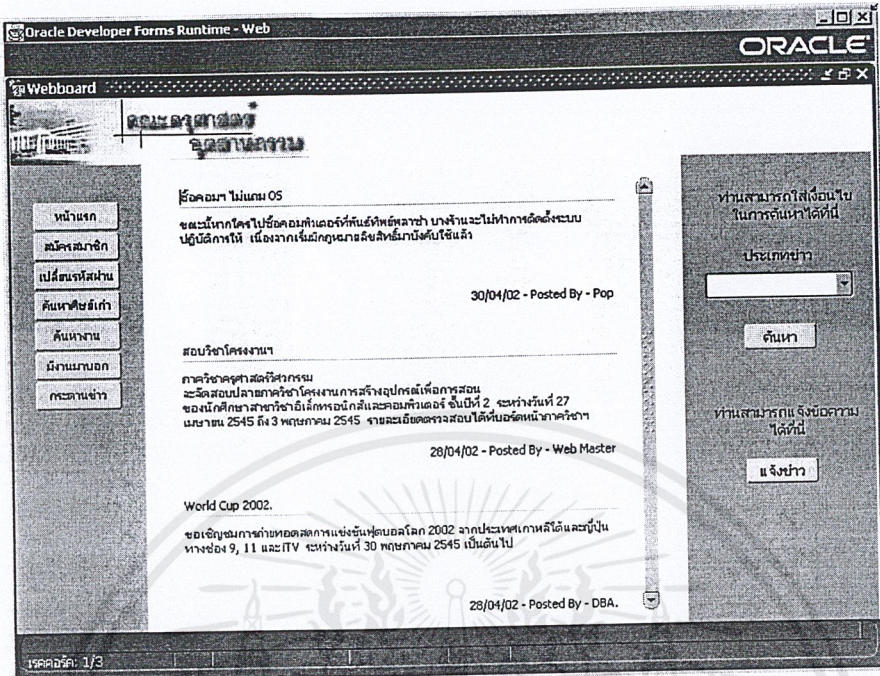 Oracle Developer Forms Runtime - Web
ORACLE
Webboard
คณะครุศาสตร์
อุตสาหกรรม
หน้าแรก
สมัครสมาชิก
เปลี่ยนรหัสผ่าน
ค้นหาศิษย์เก่า
ค้นหางาน
มีงานมาบอก
กระดานข่าว
ซื้อคอมฯ ไม่แถม OS
ขณะนี้หากใครไปซื้อคอมพิวเตอร์ที่พันธ์ทิพย์พลาซ่า บางร้านจะไม่ทำการติดตั้งระบบ
ปฏิบัติการให้ เนื่องจากเริ่มมีกฎหมายลิขสิทธิ์มาบังคับใช้แล้ว
30/04/02 - Posted By - Pop
สอบวิชาโครงงานฯ
ภาควิชาครุศาสตร์วิศวกรรม
จะจัดสอบปลายภาควิชาโครงงานการสร้างอุปกรณ์เพื่อการสอน
ของนักศึกษาสาขาวิชาอิเล็กทรอนิกส์และคอมพิวเตอร์ ชั้นปีที่ 2 ระหว่างวันที่ 27
เมษายน 2545 ถึง 3 พฤษภาคม 2545 รายละเอียดตรวจสอบได้ที่บอร์ดหน้าภาควิชาฯ
28/04/02 - Posted By - Web Master
World Cup 2002.
ขอเชิญชมการถ่ายทอดสดการแข่งขันฟุตบอลโลก 2002 จากประเทศเกาหลีใต้และญี่ปุ่น
ทางช่อง 9, 11 และ iTV ระหว่างวันที่ 30 พฤษภาคม 2545 เป็นต้นไป
28/04/02 - Posted By - DBA.
ท่านสามารถใส่เงื่อนไข
ในการค้นหาได้ที่นี่
ประเภทข่าว
ค้นหา
ท่านสามารถแจ้งข้อความ
ได้ที่นี่
แจ้งข่าว
เรคคอร์ด: 1/3